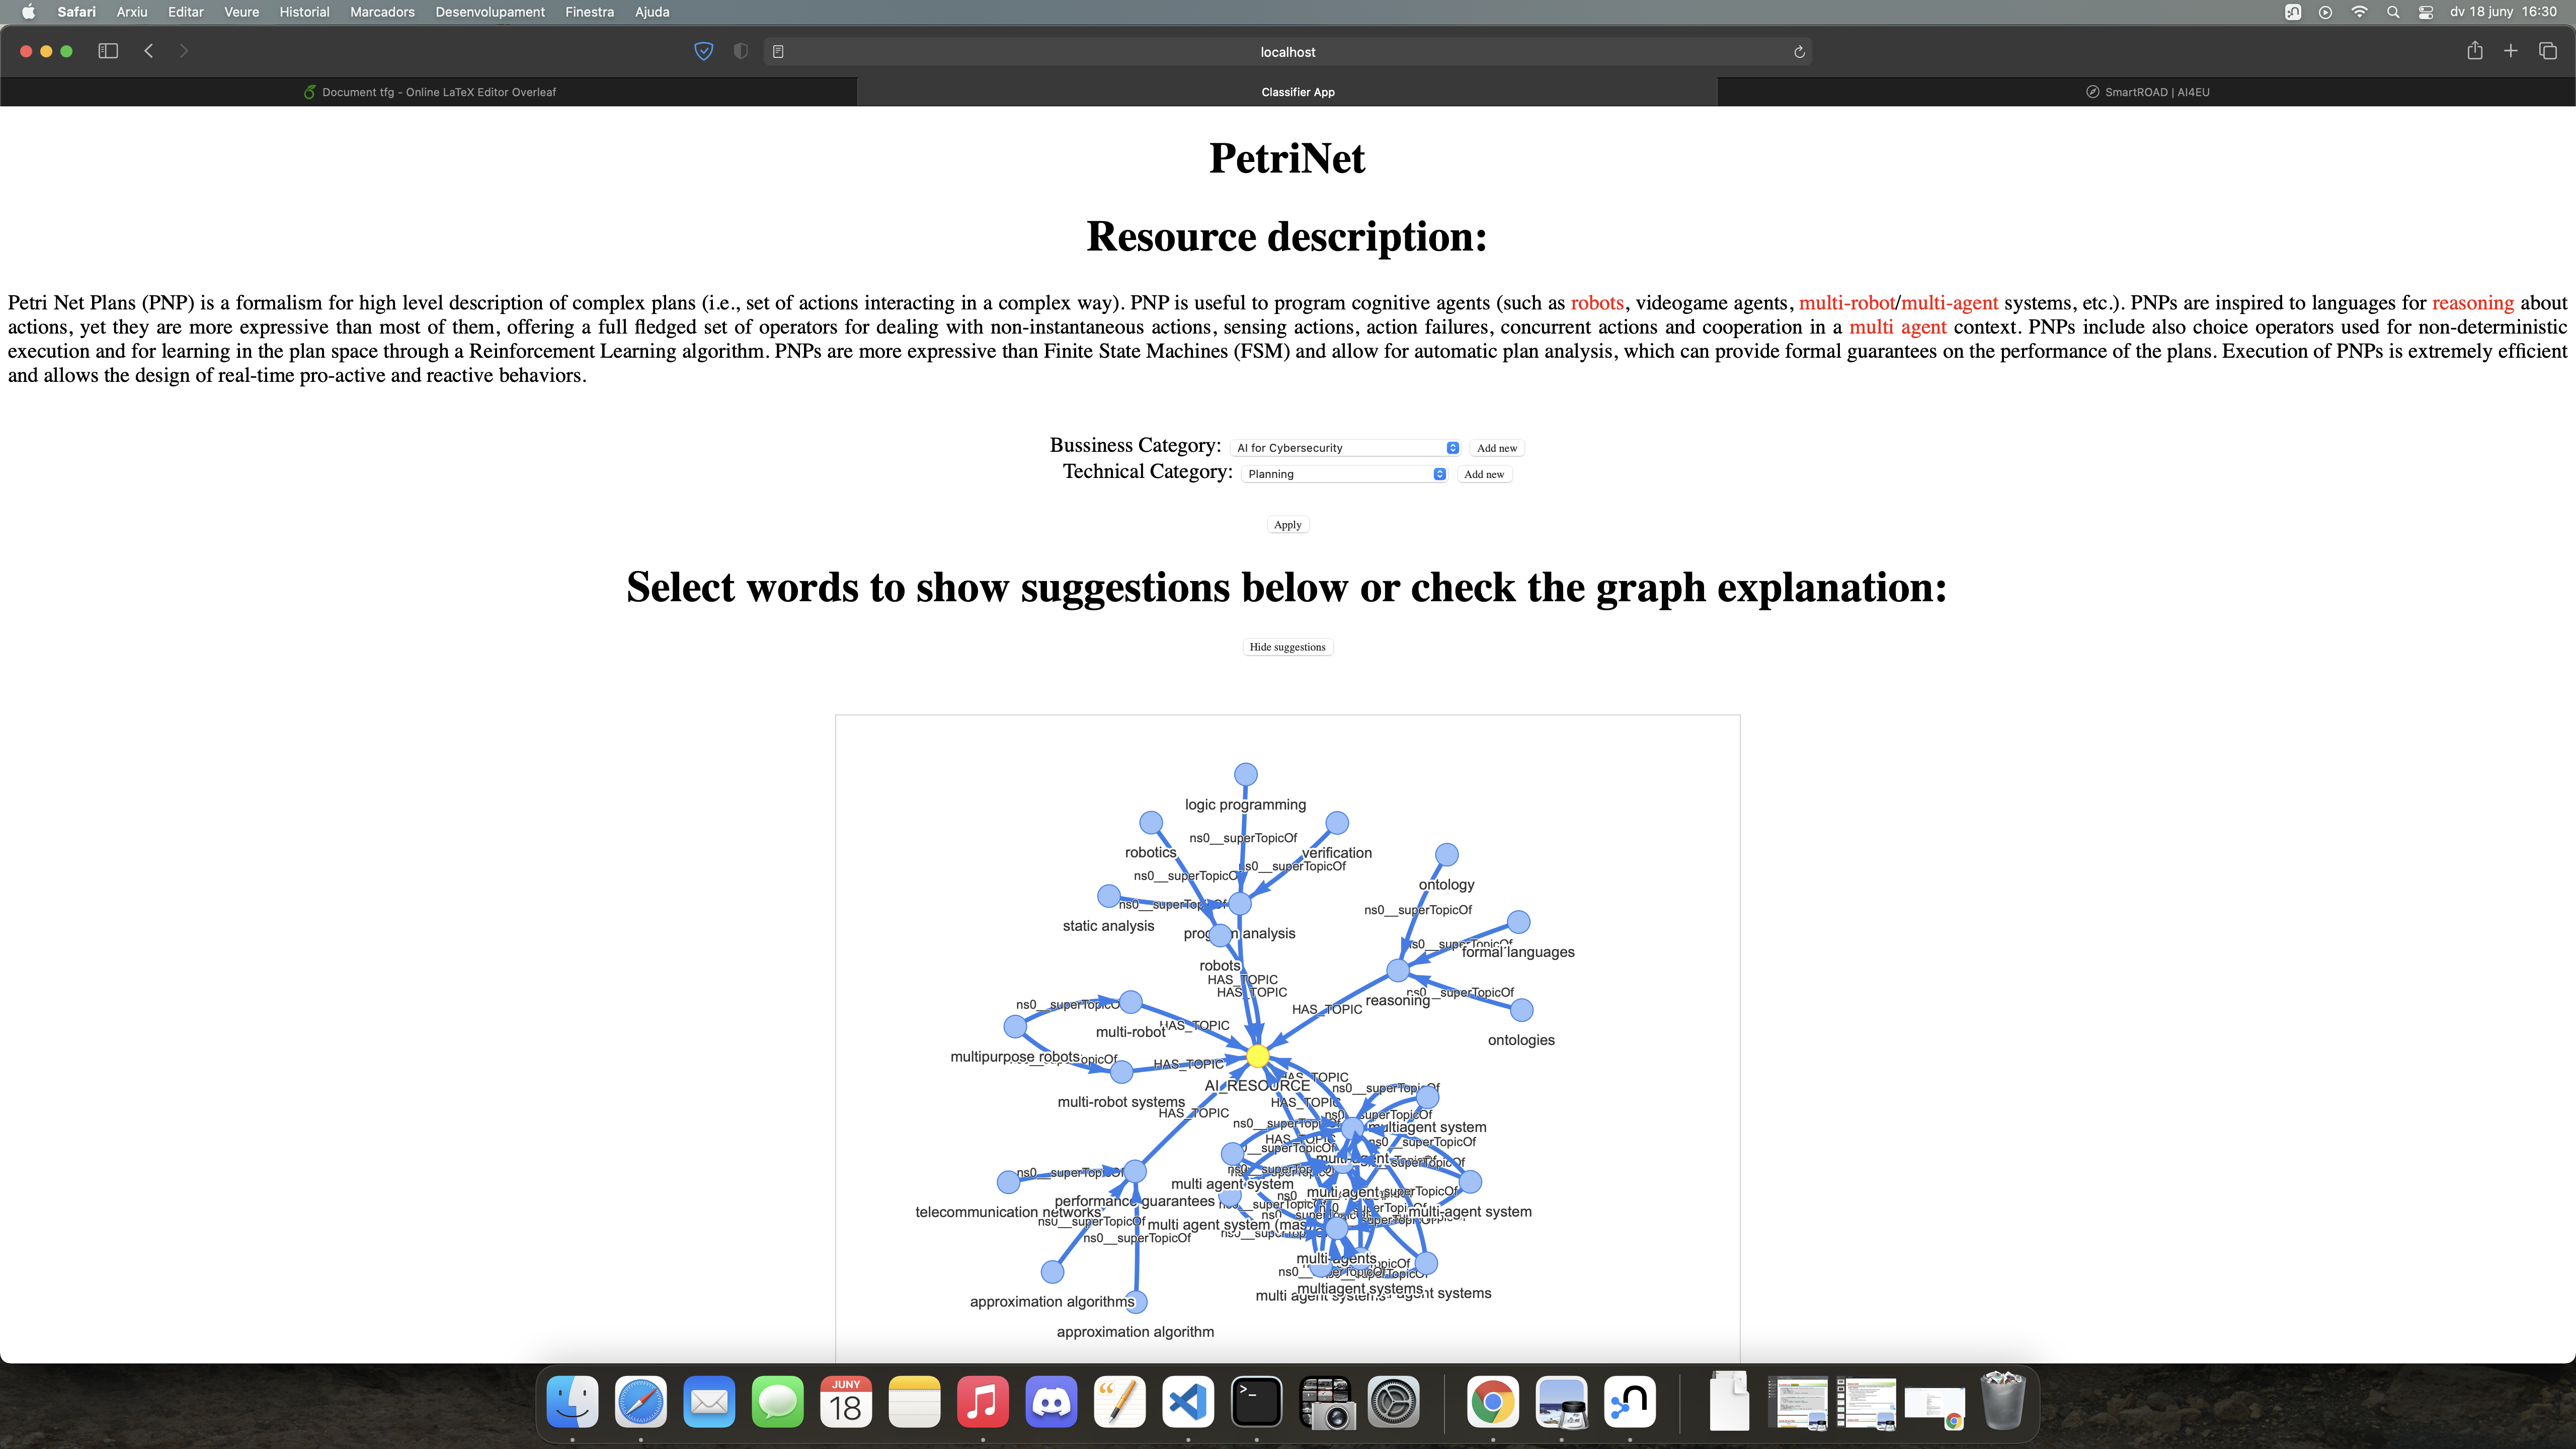 Safari Arxiu Editar Veure Historial Marcadors Desenvolupament Finestra Ajuda dv 18 juny 16:30
localhost
Document tfg - Online LaTeX Editor Overleaf Classifier App SmartROAD | AI4EU
PetriNet
Resource description:
Petri Net Plans (PNP) is a formalism for high level description of complex plans (i.e., set of actions interacting in a complex way). PNP is useful to program cognitive agents (such as robots, videogame agents, multi-robot/multi-agent systems, etc.). PNPs are inspired to languages for reasoning about
actions, yet they are more expressive than most of them, offering a full fledged set of operators for dealing with non-instantaneous actions, sensing actions, action failures, concurrent actions and cooperation in a multi agent context. PNPs include also choice operators used for non-deterministic
execution and for learning in the plan space through a Reinforcement Learning algorithm. PNPs are more expressive than Finite State Machines (FSM) and allow for automatic plan analysis, which can provide formal guarantees on the performance of the plans. Execution of PNPs is extremely efficient
and allows the design of real-time pro-active and reactive behaviors.
Bussiness Category: AI for Cybersecurity Add new
Technical Category: Planning Add new
Apply
Select words to show suggestions below or check the graph explanation:
Hide suggestions
logic programming
ns0__superTopicOf
robotics
verification
ns0__superTopicOf
ns0__superTopicOf
ontology
ns0__superTopicOf
ns0__superTopicOf
static analysis
program analysis
formal languages
robots
HAS_TOPIC
HAS_TOPIC
ns0__superTopicOf
reasoning
HAS_TOPIC
ns0__superTopicOf
multi-robot
HAS_TOPIC
ontologies
multipurpose robots
HAS_TOPIC
AI_RESOURCE
HAS_TOPIC
ns0__superTopicOf
multi-robot systems
HAS_TOPIC
HAS_TOPIC
ns0__superTopicOf
multiagent system
HAS_TOPIC
multi-agent
ns0__superTopicOf
multi agent system
multi agent
performance guarantees
telecommunication networks
multi-agent system
ns0__superTopicOf
multi agent system (mas)
ns0__superTopicOf
multi-agents
multiagent systems
multi agent systems
agent systems
approximation algorithms
approximation algorithm
JUNY
18